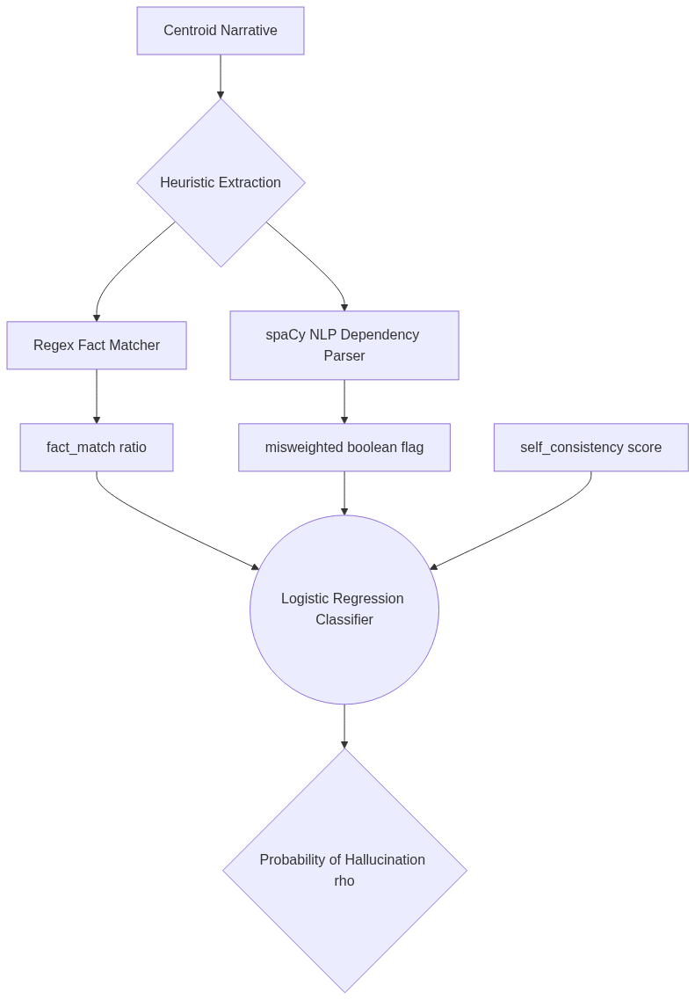 Centroid Narrative
Heuristic Extraction
Regex Fact Matcher
spaCy NLP Dependency
Parser
fact_match ratio
misweighted boolean flag
self_consistency score
Logistic Regression
Classifier
Probability of Hallucination
rho